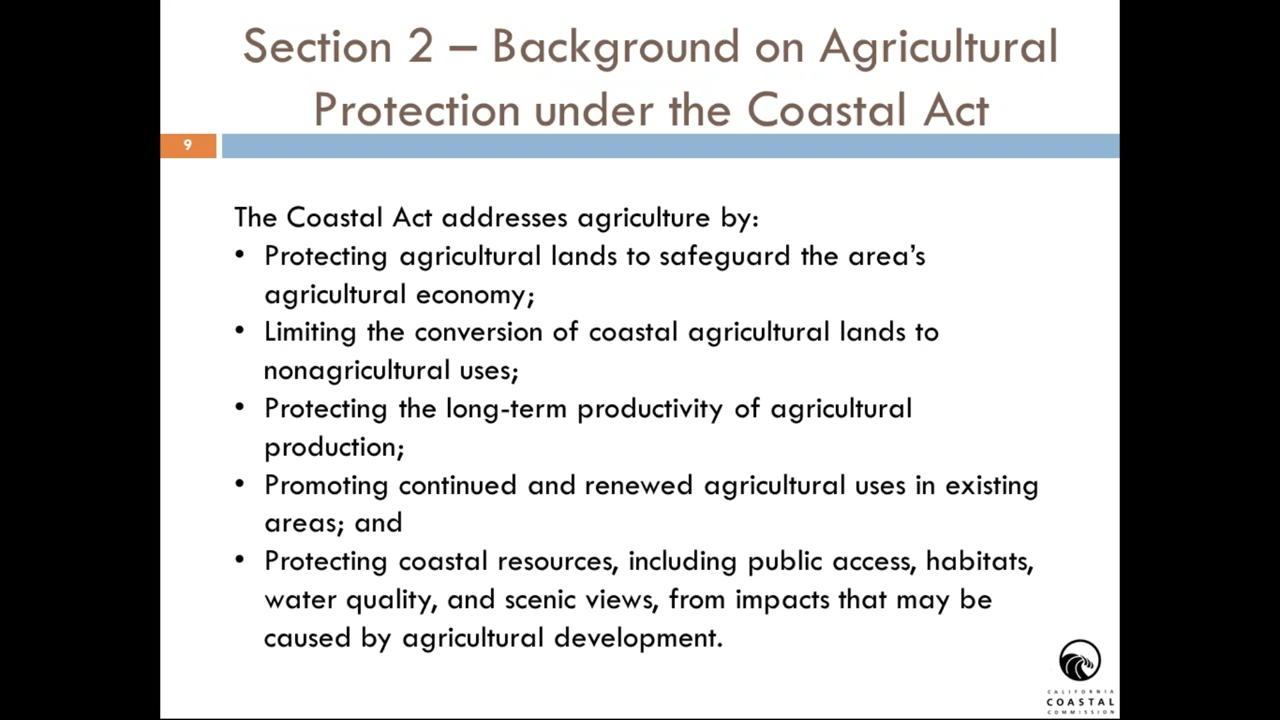 Section 2 – Background on Agricultural
Protection under the Coastal Act
9
The Coastal Act addresses agriculture by:
• Protecting agricultural lands to safeguard the area’s
agricultural economy;
• Limiting the conversion of coastal agricultural lands to
nonagricultural uses;
• Protecting the long-term productivity of agricultural
production;
• Promoting continued and renewed agricultural uses in existing
areas; and
• Protecting coastal resources, including public access, habitats,
water quality, and scenic views, from impacts that may be
caused by agricultural development.
CALIFORNIA
COASTAL
COMMISSION